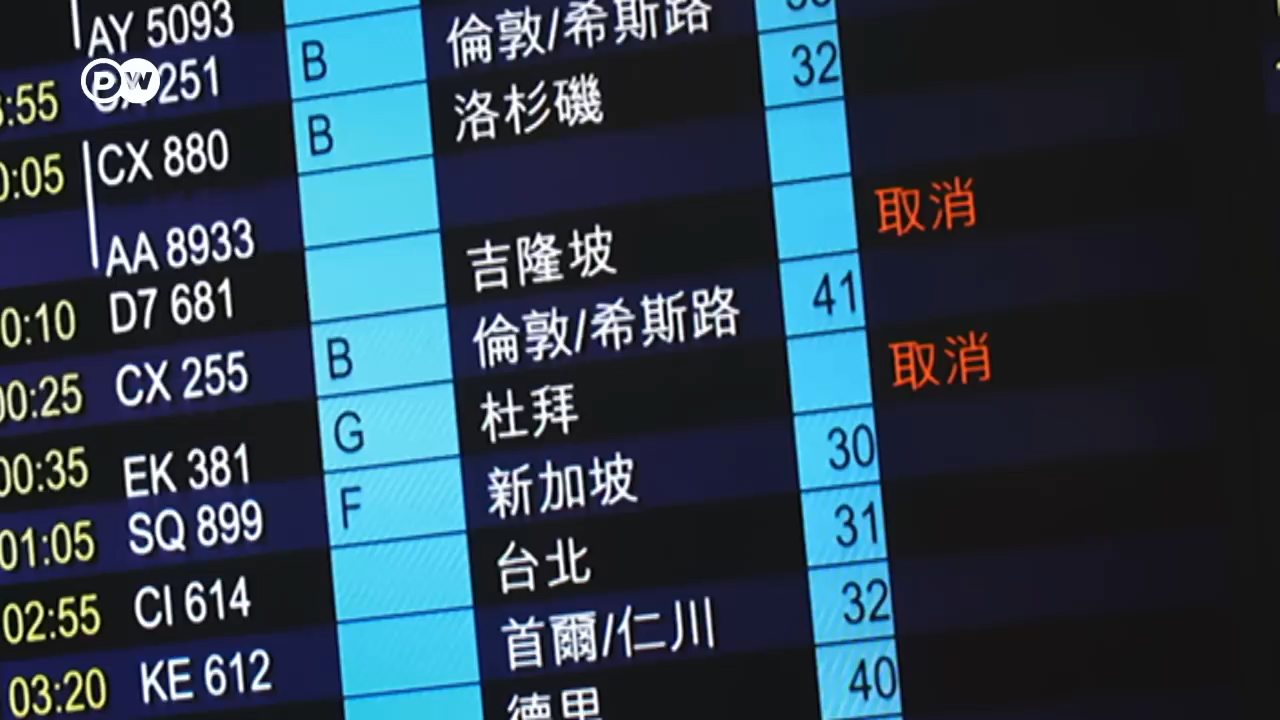 AY 5093
:55 251 B 倫敦/希斯路
0:05 CX 880 B 洛杉磯 32
AA 8933
0:10 D7 681 吉隆坡 取消
00:25 CX 255 B 倫敦/希斯路 41
00:35 EK 381 G 杜拜 取消
01:05 SQ 899 F 新加坡 30
02:55 CI 614 台北 31
03:20 KE 612 首爾/仁川 32
德里 40
DW